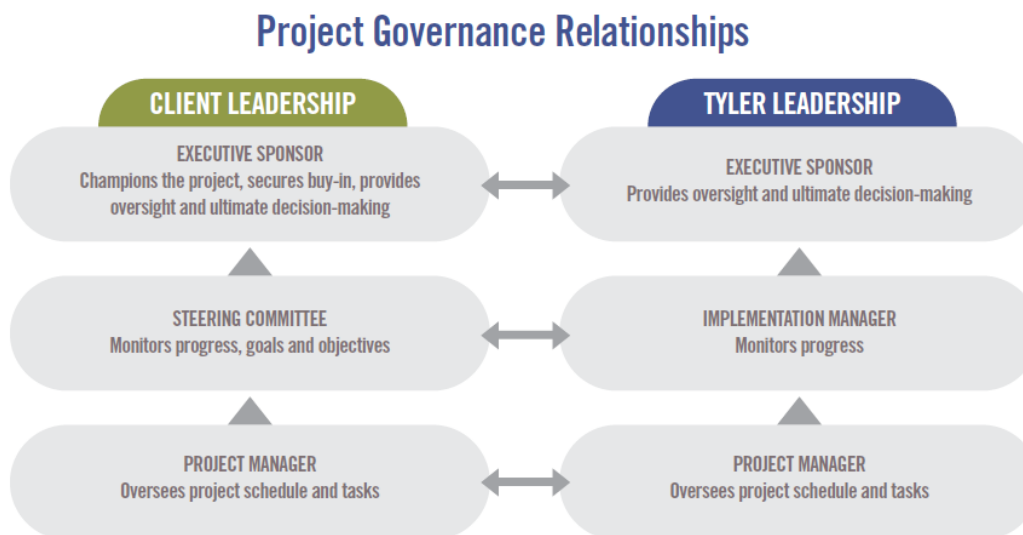 Project Governance Relationships
CLIENT LEADERSHIP
EXECUTIVE SPONSOR
Champions the project, secures buy-in, provides
oversight and ultimate decision-making
STEERING COMMITTEE
Monitors progress, goals and objectives
PROJECT MANAGER
Oversees project schedule and tasks
TYLER LEADERSHIP
EXECUTIVE SPONSOR
Provides oversight and ultimate decision-making
IMPLEMENTATION MANAGER
Monitors progress
PROJECT MANAGER
Oversees project schedule and tasks